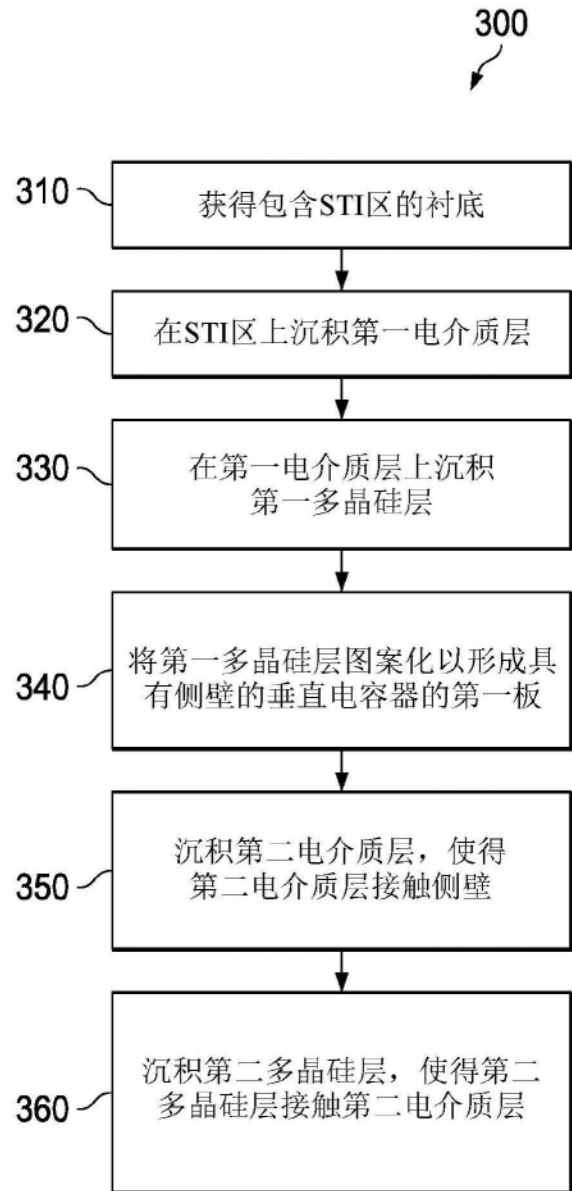 300
310
获得包含STI区的衬底
320
在STI区上沉积第一电介质层
330
在第一电介质层上沉积
第一多晶硅层
340
将第一多晶硅层图案化以形成具
有侧壁的垂直电容器的第一板
350
沉积第二电介质层，使得
第二电介质层接触侧壁
360
沉积第二多晶硅层，使得第二
多晶硅层接触第二电介质层